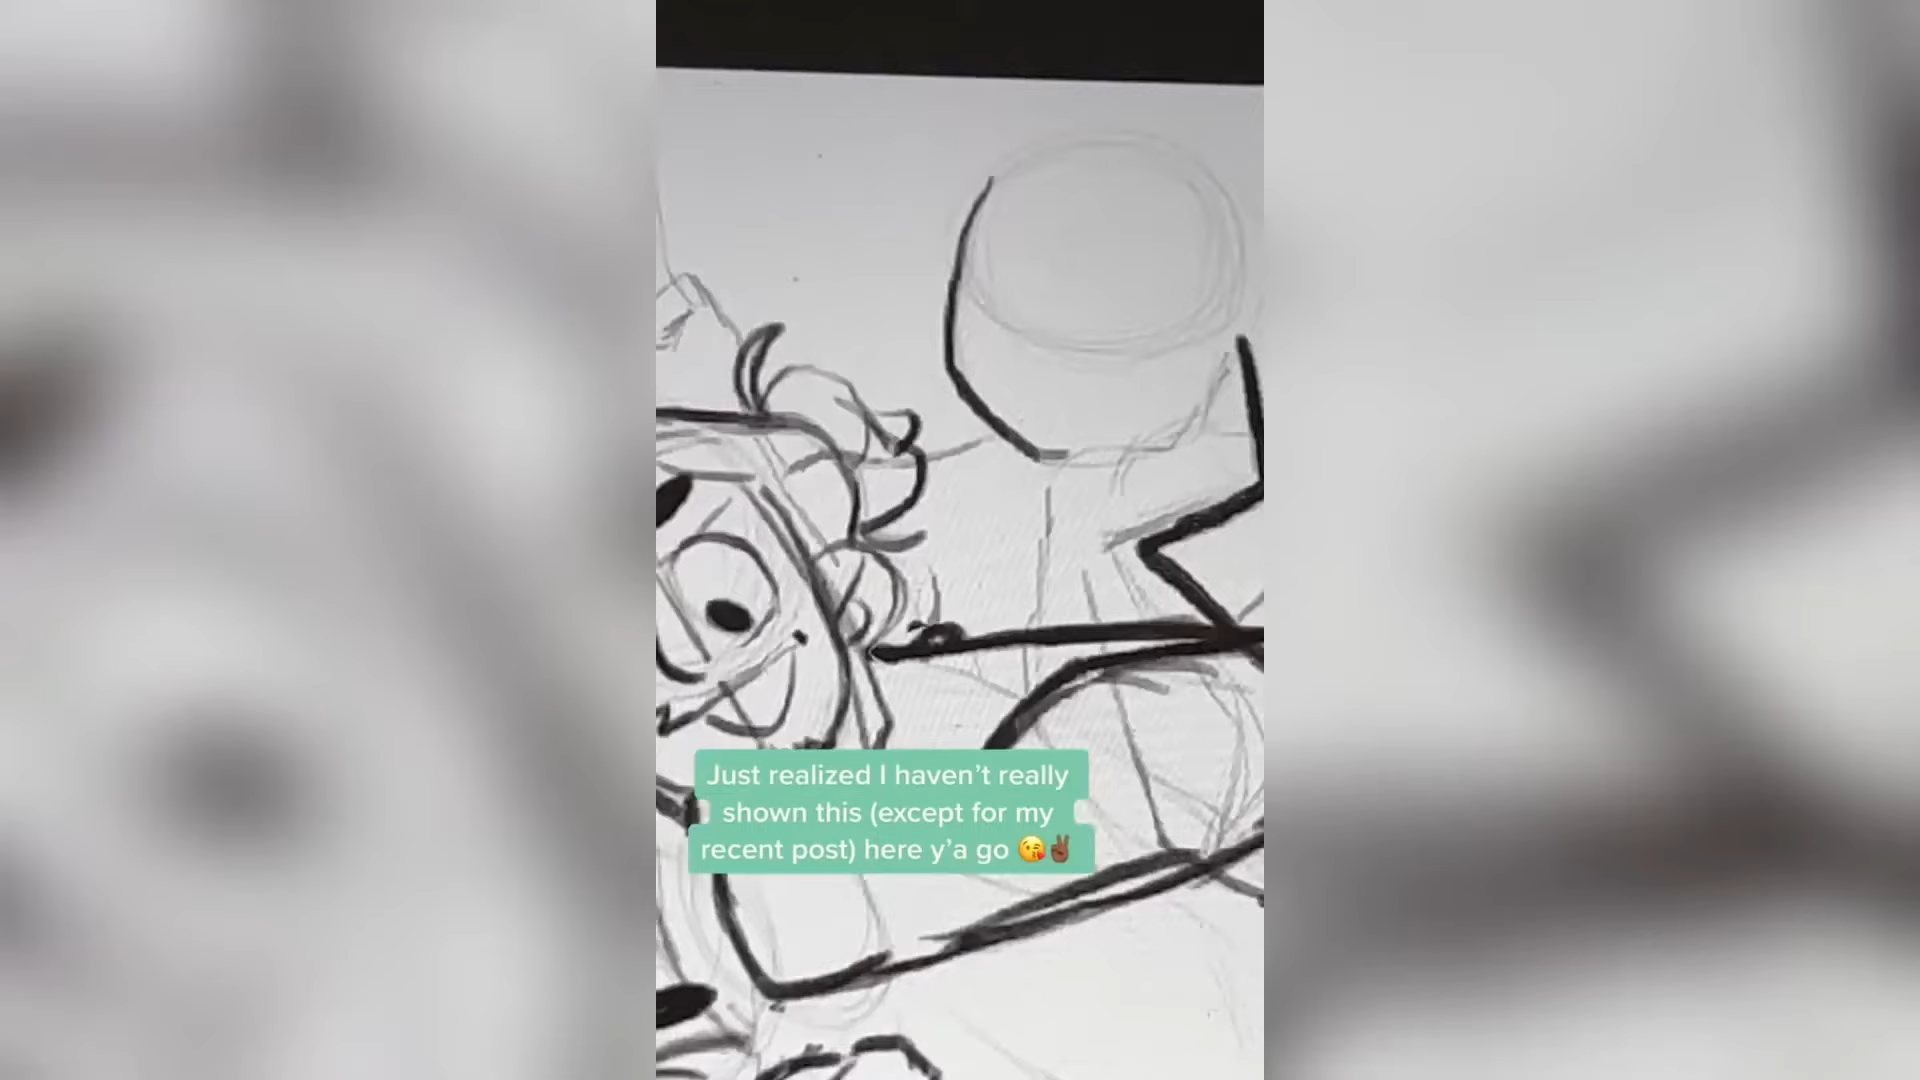 Just realized I haven’t really
shown this (except for my
recent post) here y’a go 😘✌🏾